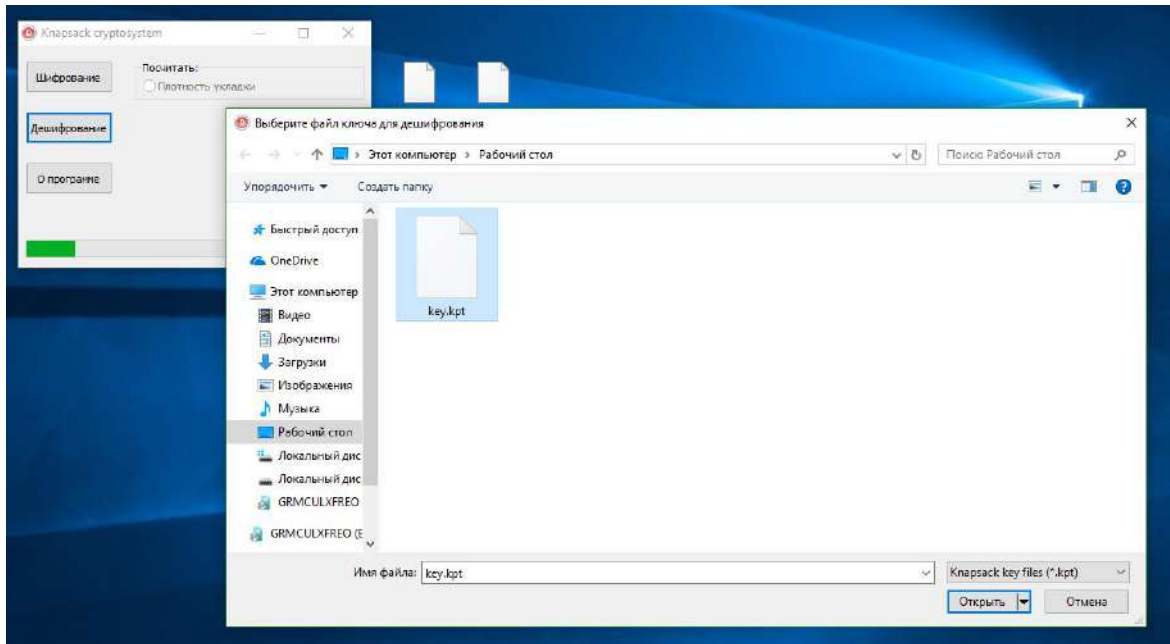 Knapsack cryptosystem
Шифрование
Посчитать:
Плотность укладки
Дешифрование
О программе
Выберите файл ключа для дешифрования
Этот компьютер › Рабочий стол
Поиск: Рабочий стол
Упорядочить
Создать папку
Быстрый доступ
OneDrive
Этот компьютер
Видео
Документы
Загрузки
Изображения
Музыка
Рабочий стол
Локальный дис
Локальный дис
GRMCULXFREO
GRMCULXFREO (E
key.kpt
Имя файла: key.kpt
Knapsack key files (*.kpt)
Открыть
Отмена